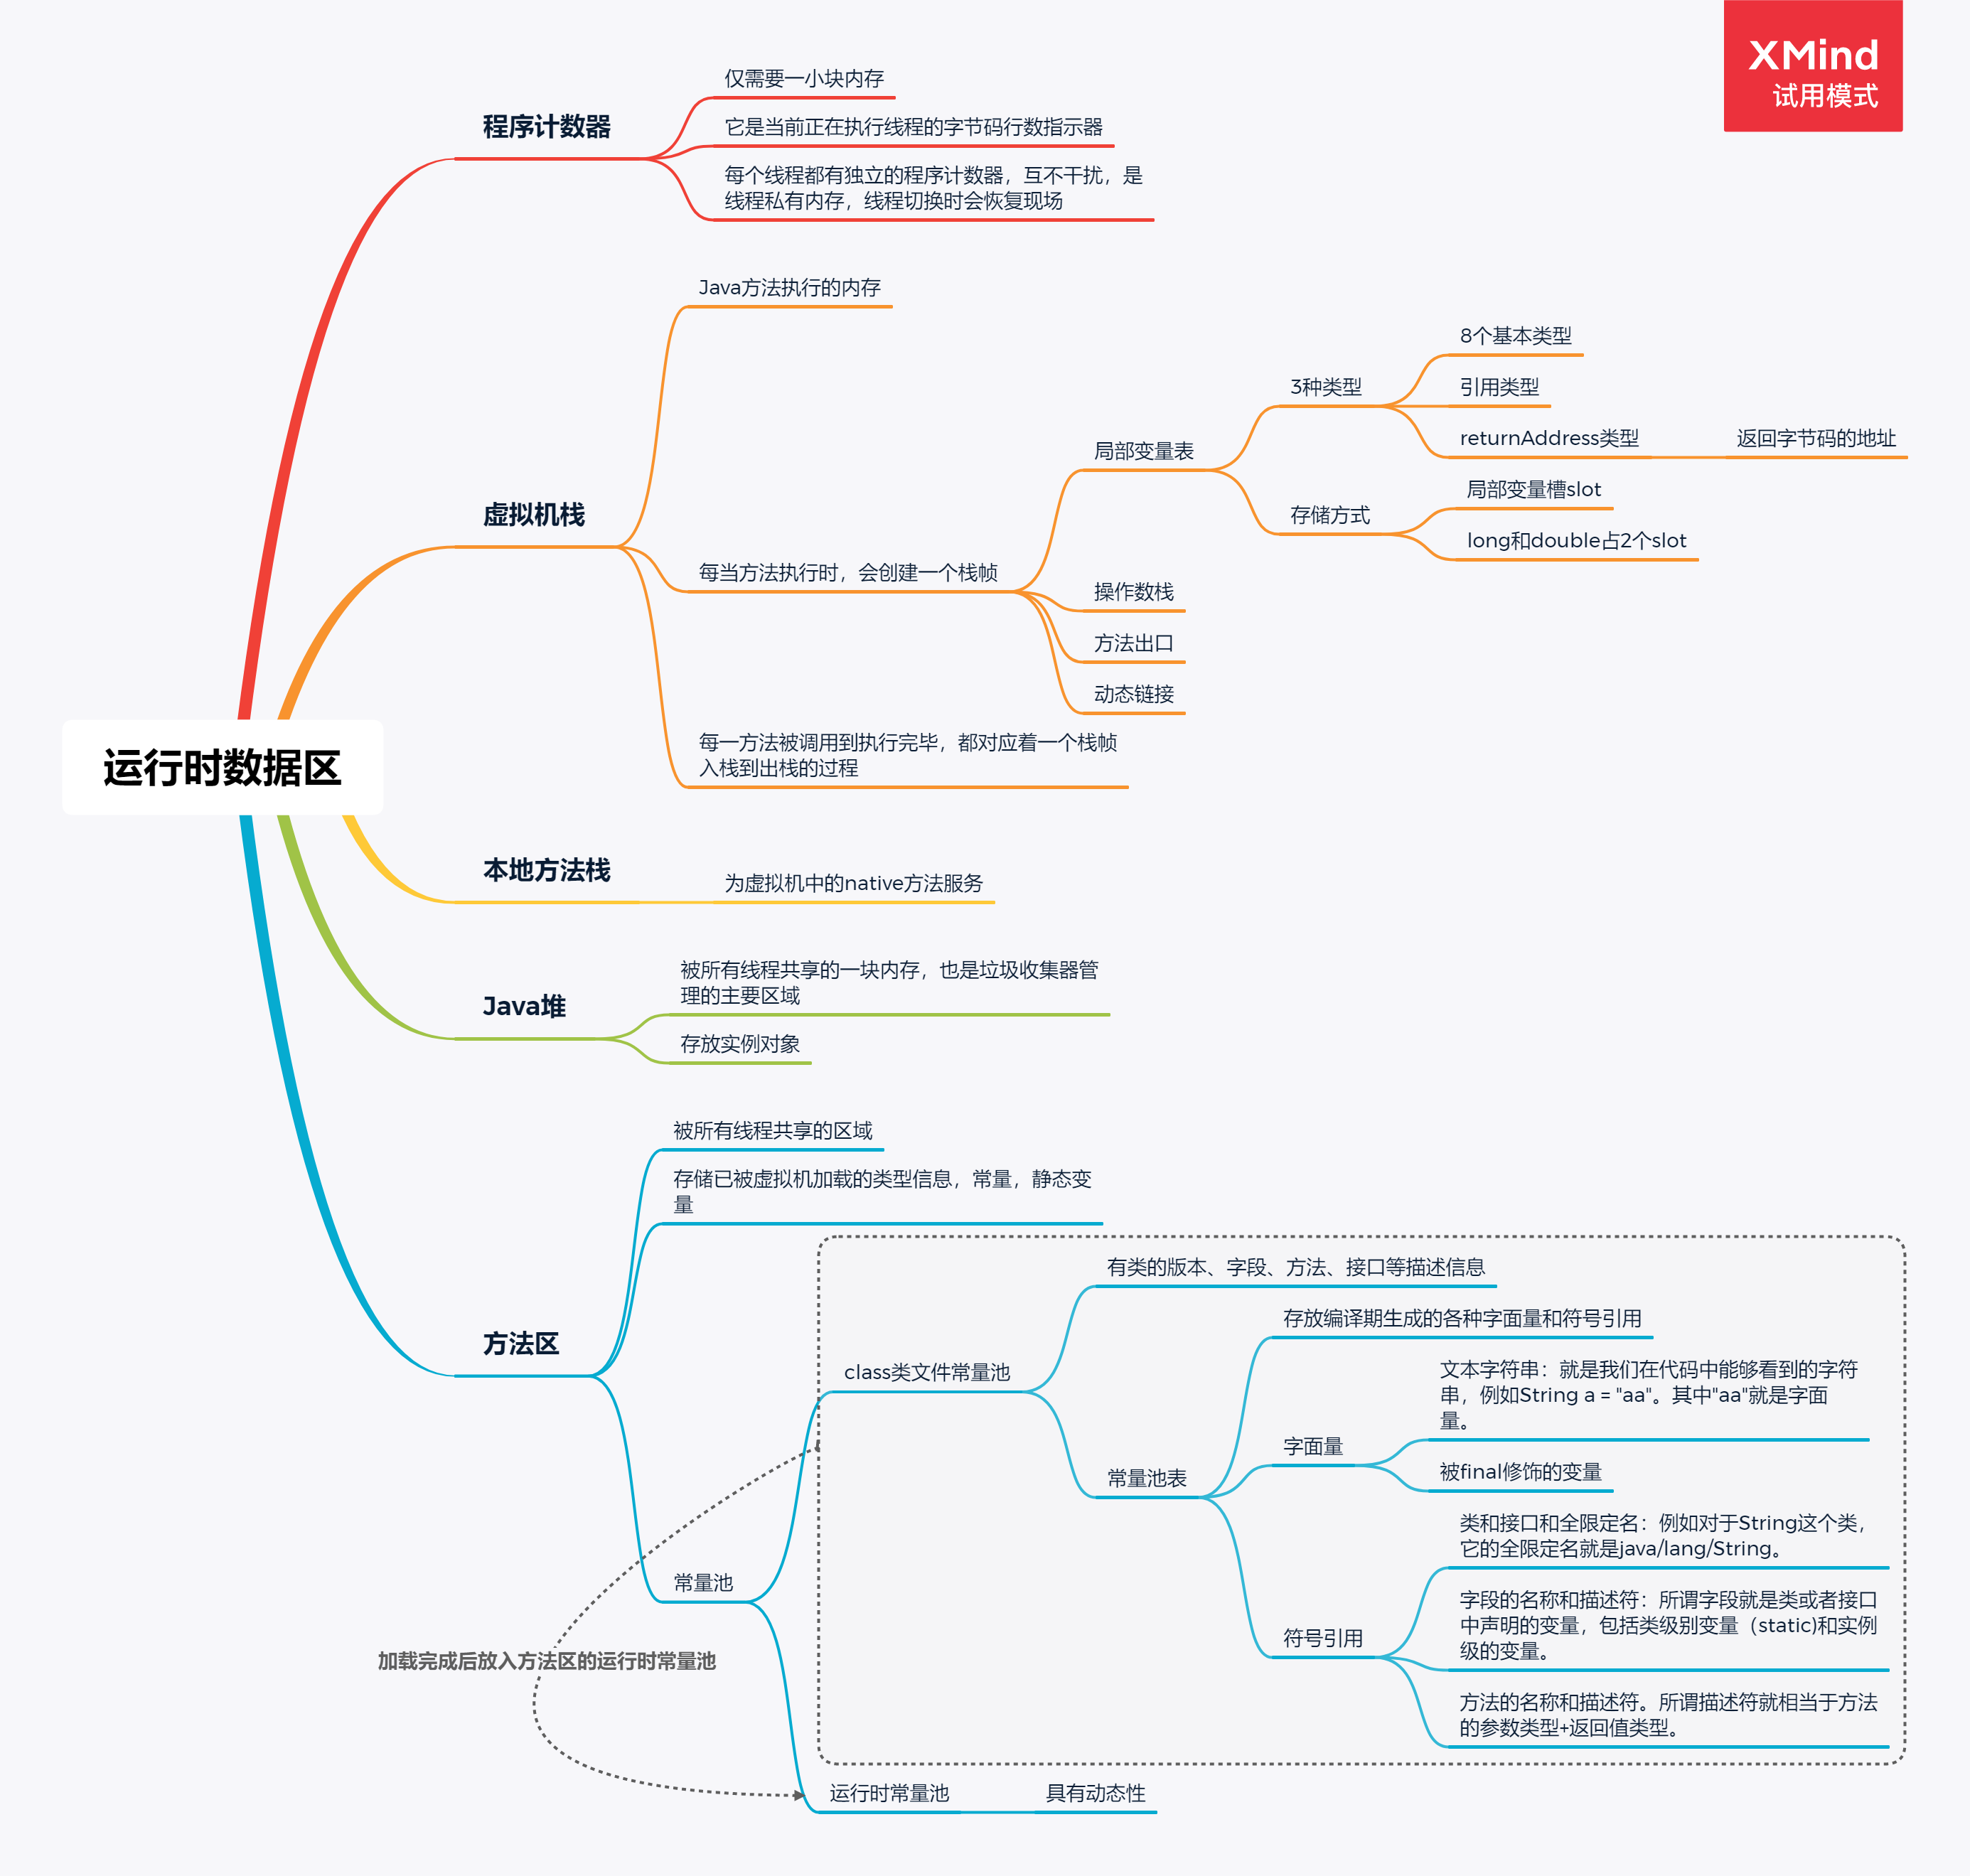 XMind
试用模式
运行时数据区
程序计数器
仅需要一小块内存
它是当前正在执行线程的字节码行数指示器
每个线程都有独立的程序计数器，互不干扰，是
线程私有内存，线程切换时会恢复现场
虚拟机栈
Java方法执行的内存
每当方法执行时，会创建一个栈帧
局部变量表
3种类型
8个基本类型
引用类型
returnAddress类型
返回字节码的地址
存储方式
局部变量槽slot
long和double占2个slot
操作数栈
方法出口
动态链接
每一方法被调用到执行完毕，都对应着一个栈帧
入栈到出栈的过程
本地方法栈
为虚拟机中的native方法服务
Java堆
被所有线程共享的一块内存，也是垃圾收集器管
理的主要区域
存放实例对象
方法区
被所有线程共享的区域
存储已被虚拟机加载的类型信息，常量，静态变
量
常量池
class类文件常量池
有类的版本、字段、方法、接口等描述信息
常量池表
存放编译期生成的各种字面量和符号引用
字面量
文本字符串：就是我们在代码中能够看到的字符
串，例如String a = "aa"。其中"aa"就是字面
量。
被final修饰的变量
符号引用
类和接口和全限定名：例如对于String这个类，
它的全限定名就是java/lang/String。
字段的名称和描述符：所谓字段就是类或者接口
中声明的变量，包括类级别变量（static)和实例
级的变量。
方法的名称和描述符。所谓描述符就相当于方法
的参数类型+返回值类型。
加载完成后放入方法区的运行时常量池
运行时常量池
具有动态性